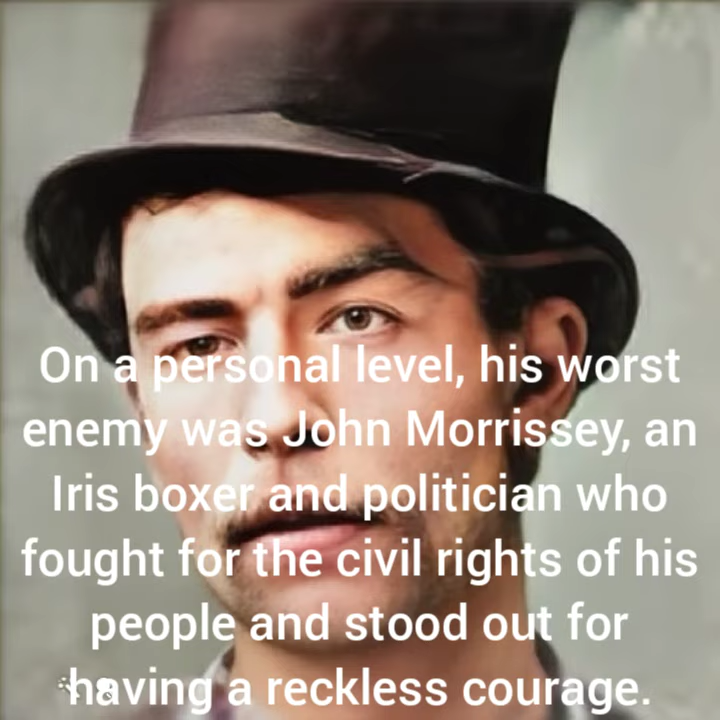 On a personal level, his worst
enemy was John Morrissey, an
Iris boxer and politician who
fought for the civil rights of his
people and stood out for
having a reckless courage.